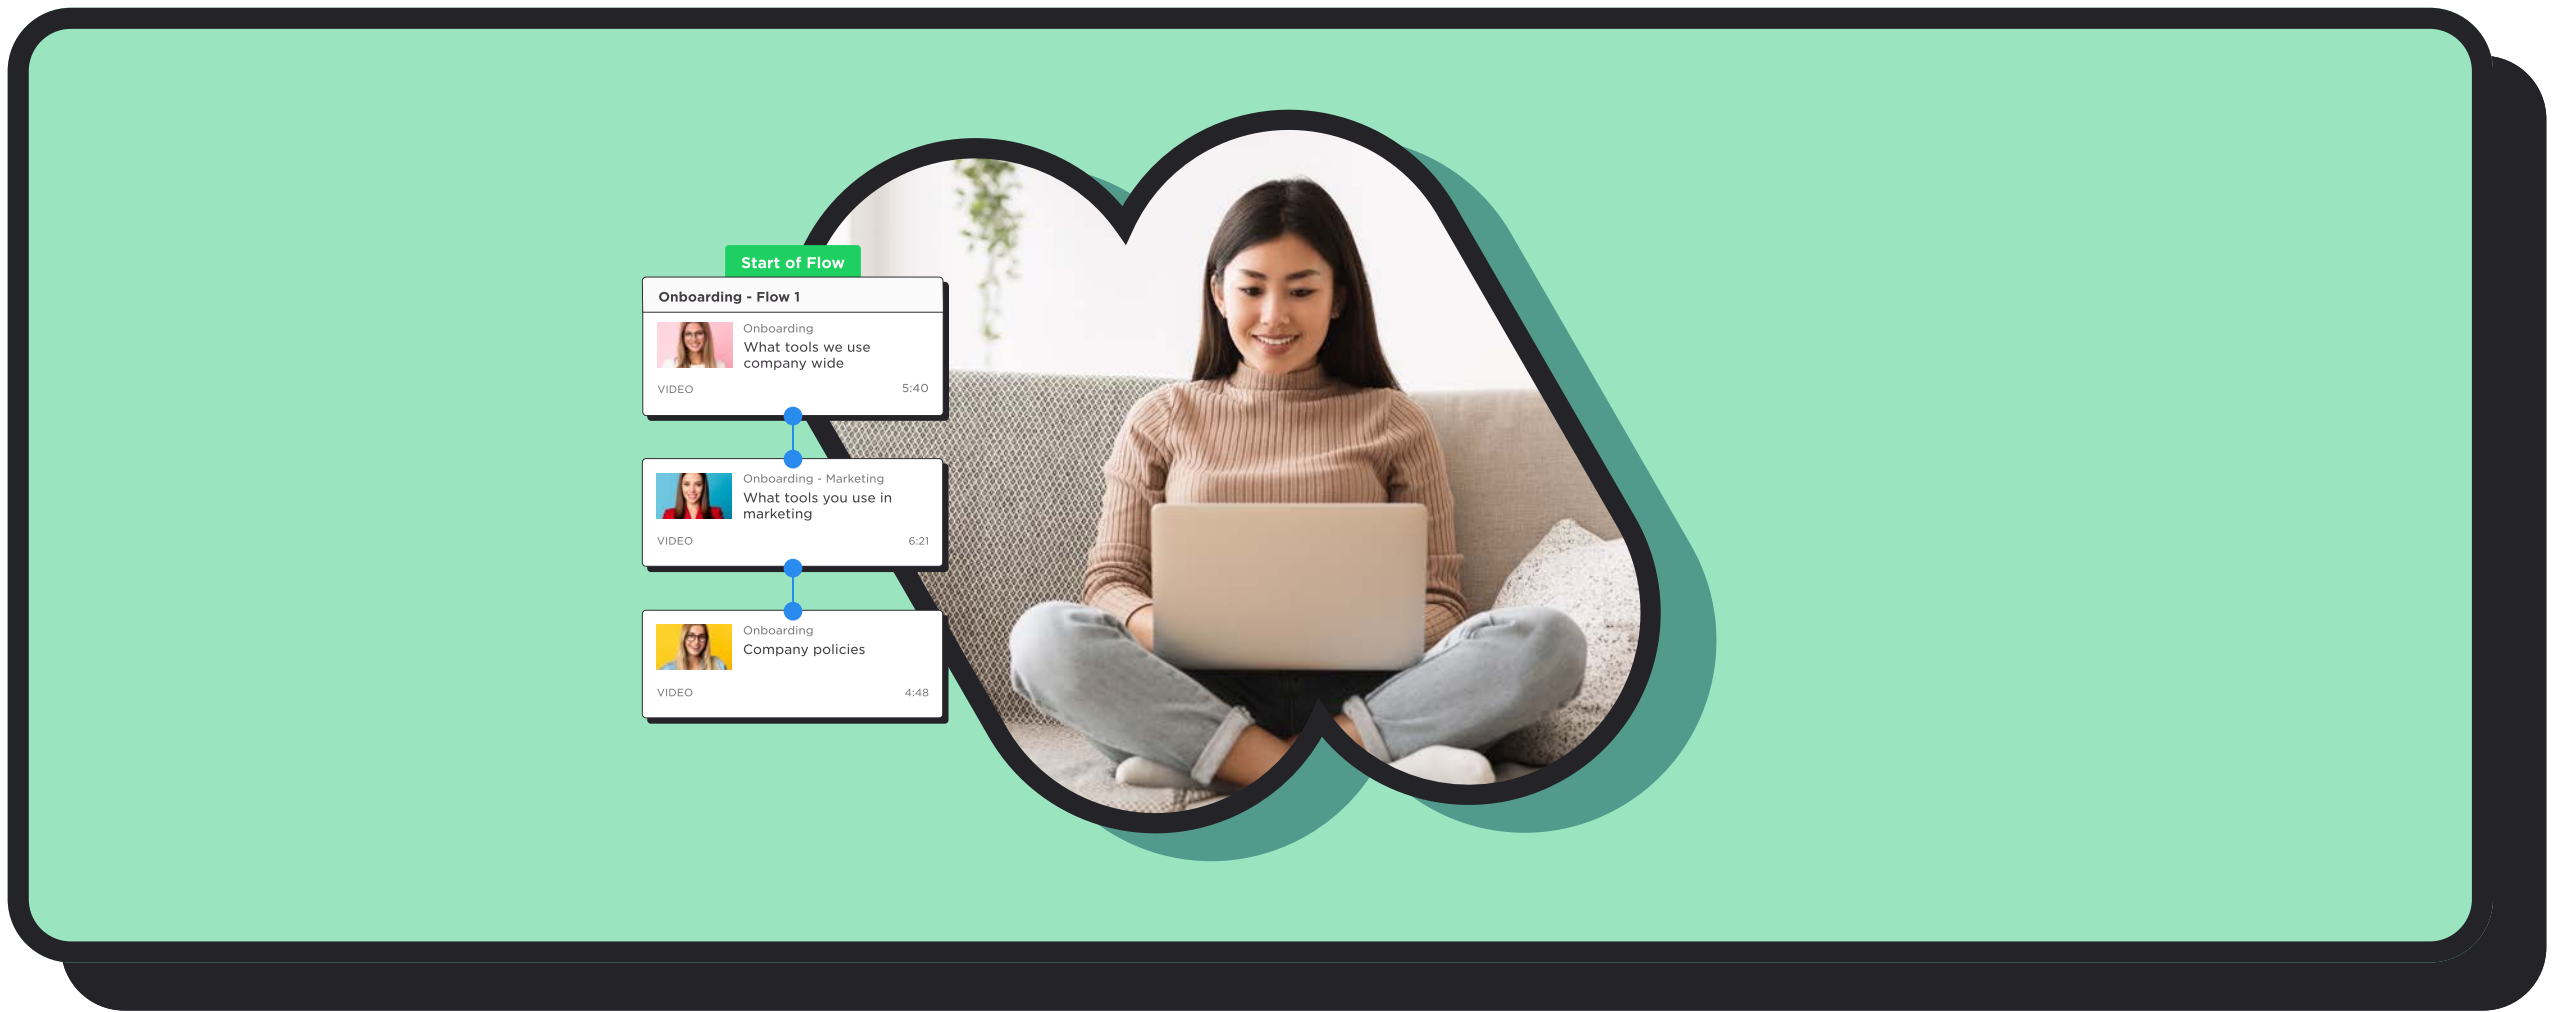 Start of Flow
Onboarding - Flow 1
Onboarding
What tools we use
company wide
VIDEO
5:40
Onboarding - Marketing
What tools you use in
marketing
VIDEO
6:21
Onboarding
Company policies
VIDEO
4:48